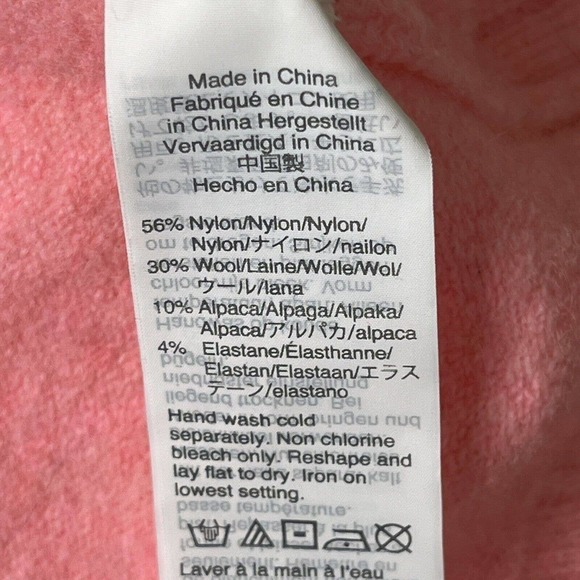 Made in China
Fabriqué en Chine
in China Hergestellt
Vervaardigd in China
中国製
Hecho en China
56% Nylon/Nylon/Nylon/
Nylon/ナイロン/nailon
30% Wool/Laine/Wolle/Wol/
ウール/lana
10% Alpaca/Alpaga/Alpaka/
Alpaca/アルパカ/alpaca
4% Elastane/Élasthanne/
Elastan/Elastaan/エラス
テーン/elastano
Hand wash cold
separately. Non chlorine
bleach only. Reshape and
lay flat to dry. Iron on
lowest setting.
Laver à la main à l'eau